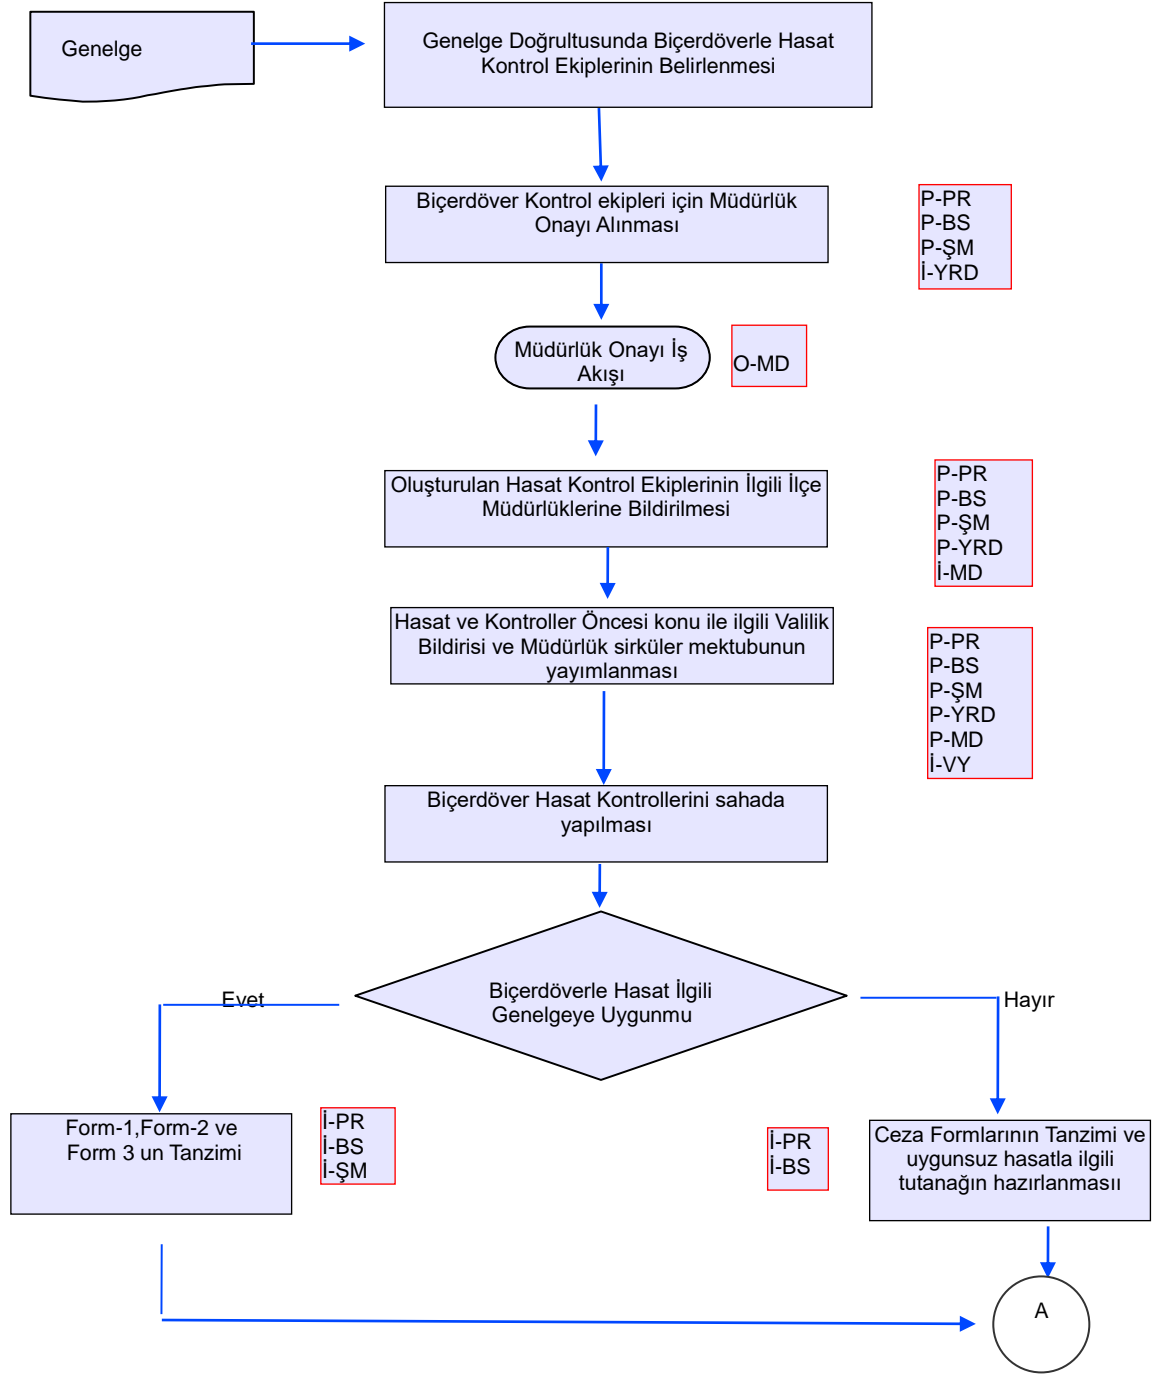 Genelge
Genelge Doğrultusunda Biçerdöverle Hasat
Kontrol Ekiplerinin Belirlenmesi
Biçerdöver Kontrol ekipleri için Müdürlük
Onayı Alınması
P-PR
P-BS
P-ŞM
İ-YRD
Müdürlük Onayı İş
Akışı
O-MD
Oluşturulan Hasat Kontrol Ekiplerinin İlgili İlçe
Müdürlüklerine Bildirilmesi
P-PR
P-BS
P-ŞM
P-YRD
İ-MD
Hasat ve Kontroller Öncesi konu ile ilgili Valilik
Bildirisi ve Müdürlük sirküler mektubunun
yayımlanması
P-PR
P-BS
P-ŞM
P-YRD
P-MD
İ-VY
Biçerdöver Hasat Kontrollerini sahada
yapılması
Biçerdöverle Hasat İlgili
Genelgeye Uygunmu
Evet
Hayır
Form-1,Form-2 ve
Form 3 un Tanzimi
İ-PR
İ-BS
İ-ŞM
İ-PR
İ-BS
Ceza Formlarının Tanzimi ve
uygunsuz hasatla ilgili
tutanağın hazırlanmasıı
A